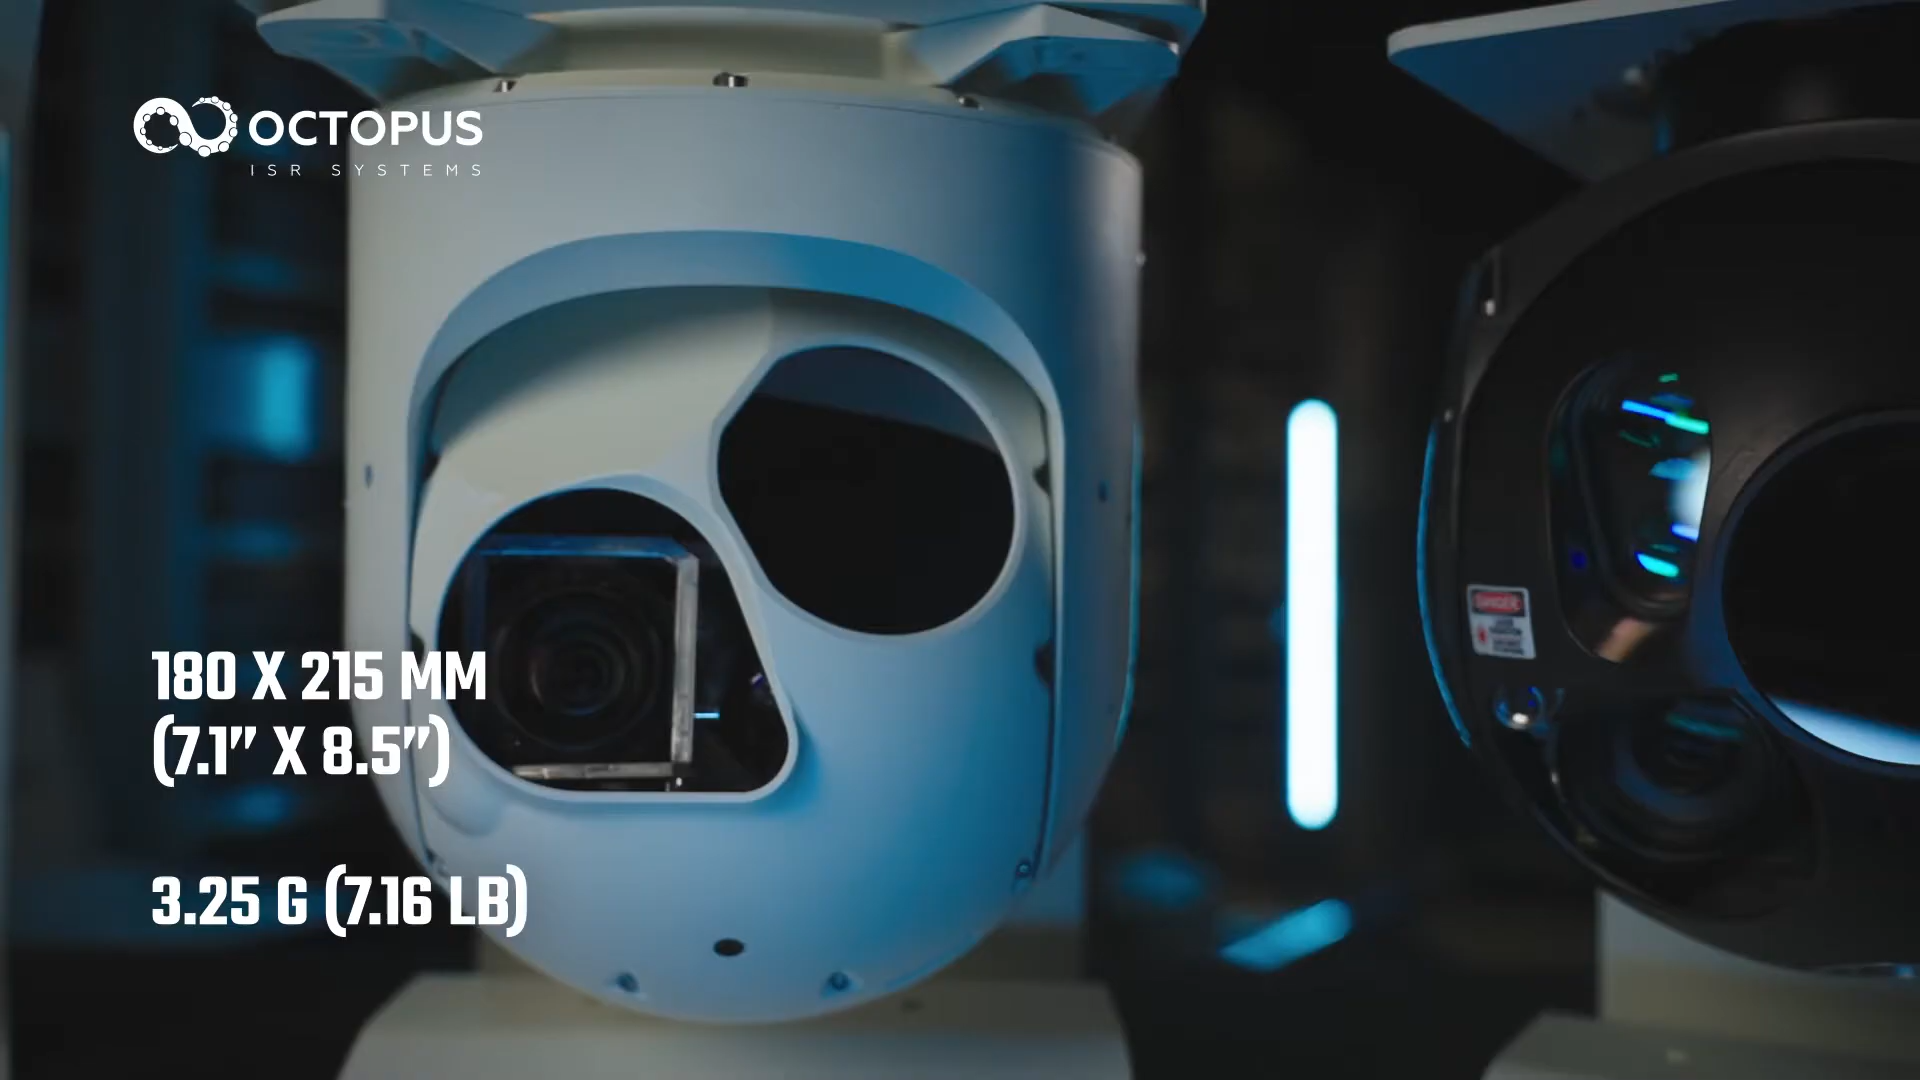 OCTOPUS
ISR SYSTEMS
180 X 215 MM
(7.1” X 8.5”)
3.25 G (7.16 LB)
DANGER